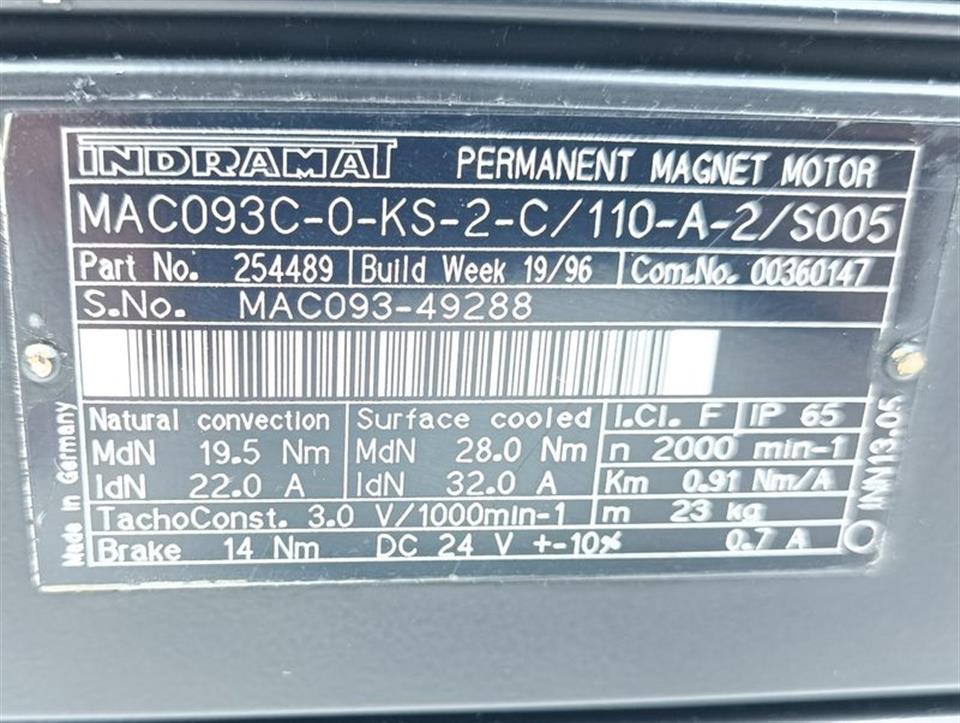 INDRAMAT PERMANENT MAGNET MOTOR
MAC093C-0-KS-2-C/110-A-2/S005
Part No. 254489 Build Week 19/96 Com.No. 00360147
S.No. MAC093-49288
Natural convection Surface cooled I.Cl. F IP 65
MdN 19.5 Nm MdN 28.0 Nm n 2000 min-1
IdN 22.0 A IdN 32.0 A Km 0.91 Nm/A
TachoConst. 3.0 V/1000min-1 m 23 kg
Brake 14 Nm DC 24 V +-10% 0.7 A
Made in Germany
INN13.05